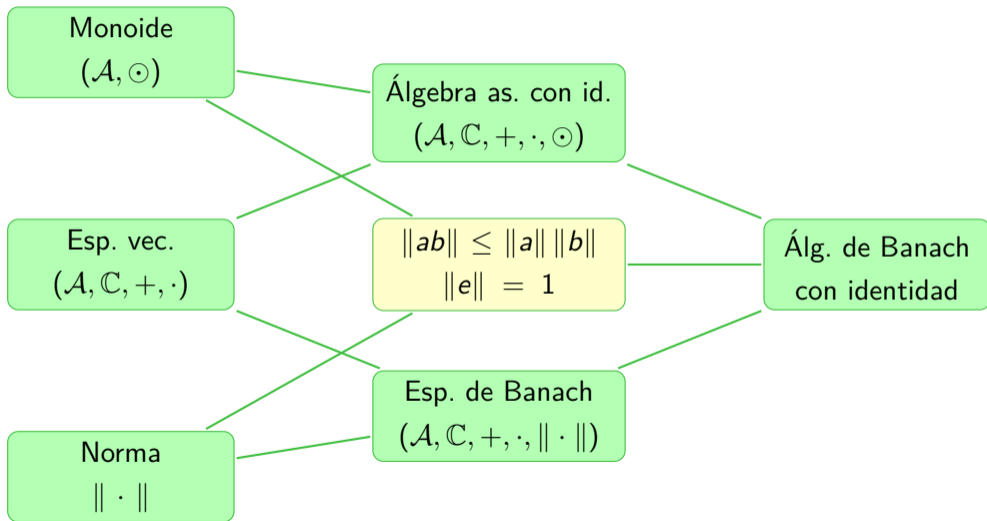 Monoide
(𝒜, ⊙)
Álgebra as. con id.
(𝒜, ℂ, +, ·, ⊙)
Esp. vec.
(𝒜, ℂ, +, ·)
‖ab‖ ≤ ‖a‖ ‖b‖
‖e‖ = 1
Álg. de Banach
con identidad
Esp. de Banach
(𝒜, ℂ, +, ·, ‖ · ‖)
Norma
‖ · ‖